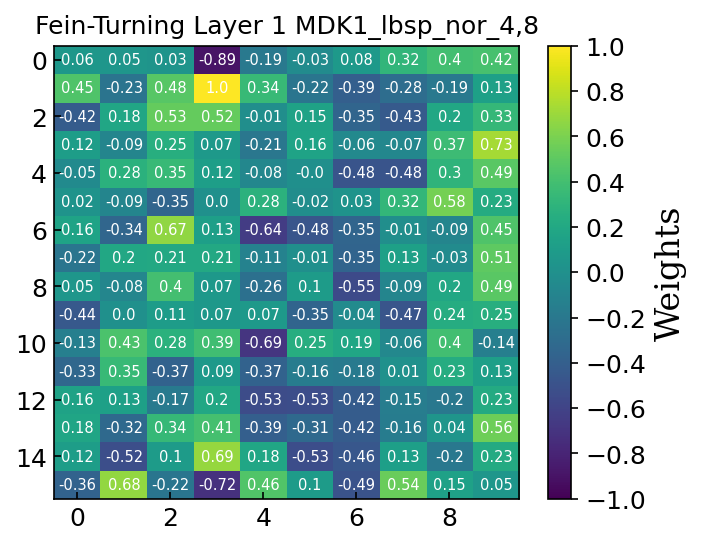 Fein-Turning Layer 1 MDK1_lbsp_nor_4,8
0 0.06 0.05 0.03 -0.89 -0.19 -0.03 0.08 0.32 0.4 0.42 1.0
0.45 -0.23 0.48 1.0 0.34 -0.22 -0.39 -0.28 -0.19 0.13 0.8
2 -0.42 0.18 0.53 0.52 -0.01 0.15 -0.35 -0.43 0.2 0.33 0.6
0.12 -0.09 0.25 0.07 -0.21 0.16 -0.06 -0.07 0.37 0.73
4 -0.05 0.28 0.35 0.12 -0.08 -0.0 -0.48 -0.48 0.3 0.49 0.4
0.02 -0.09 -0.35 0.0 0.28 -0.02 0.03 0.32 0.58 0.23 0.2
6 0.16 -0.34 0.67 0.13 -0.64 -0.48 -0.35 -0.01 -0.09 0.45
-0.22 0.2 0.21 0.21 -0.11 -0.01 -0.35 0.13 -0.03 0.51 0.0
8 0.05 -0.08 0.4 0.07 -0.26 0.1 -0.55 -0.09 0.2 0.49
-0.44 0.0 0.11 0.07 0.07 -0.35 -0.04 -0.47 0.24 0.25 −0.2
10 -0.13 0.43 0.28 0.39 -0.69 0.25 0.19 -0.06 0.4 -0.14 −0.4
-0.33 0.35 -0.37 0.09 -0.37 -0.16 -0.18 0.01 0.23 0.13
12 0.16 0.13 -0.17 0.2 -0.53 -0.53 -0.42 -0.15 -0.2 0.23 −0.6
0.18 -0.32 0.34 0.41 -0.39 -0.31 -0.42 -0.16 0.04 0.56
14 0.12 -0.52 0.1 0.69 0.18 -0.53 -0.46 0.13 -0.2 0.23 −0.8
-0.36 0.68 -0.22 -0.72 0.46 0.1 -0.49 0.54 0.15 0.05 −1.0
0 2 4 6 8
Weights